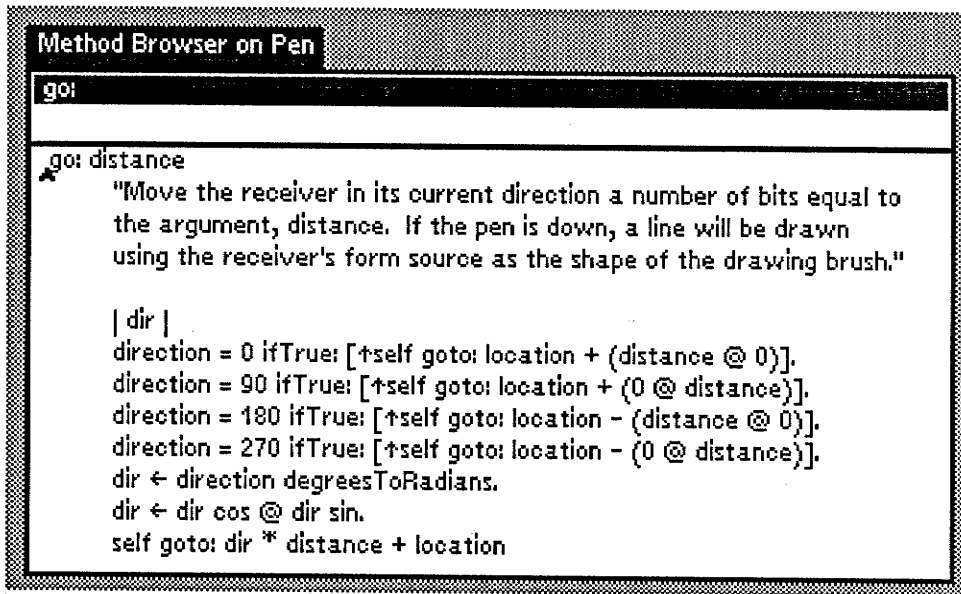 Method Browser on Pen
go:
go: distance
"Move the receiver in its current direction a number of bits equal to
the argument, distance. If the pen is down, a line will be drawn
using the receiver's form source as the shape of the drawing brush."
| dir |
direction = 0 ifTrue: [↑self goto: location + (distance @ 0)].
direction = 90 ifTrue: [↑self goto: location + (0 @ distance)].
direction = 180 ifTrue: [↑self goto: location - (distance @ 0)].
direction = 270 ifTrue: [↑self goto: location - (0 @ distance)].
dir ← direction degreesToRadians.
dir ← dir cos @ dir sin.
self goto: dir * distance + location